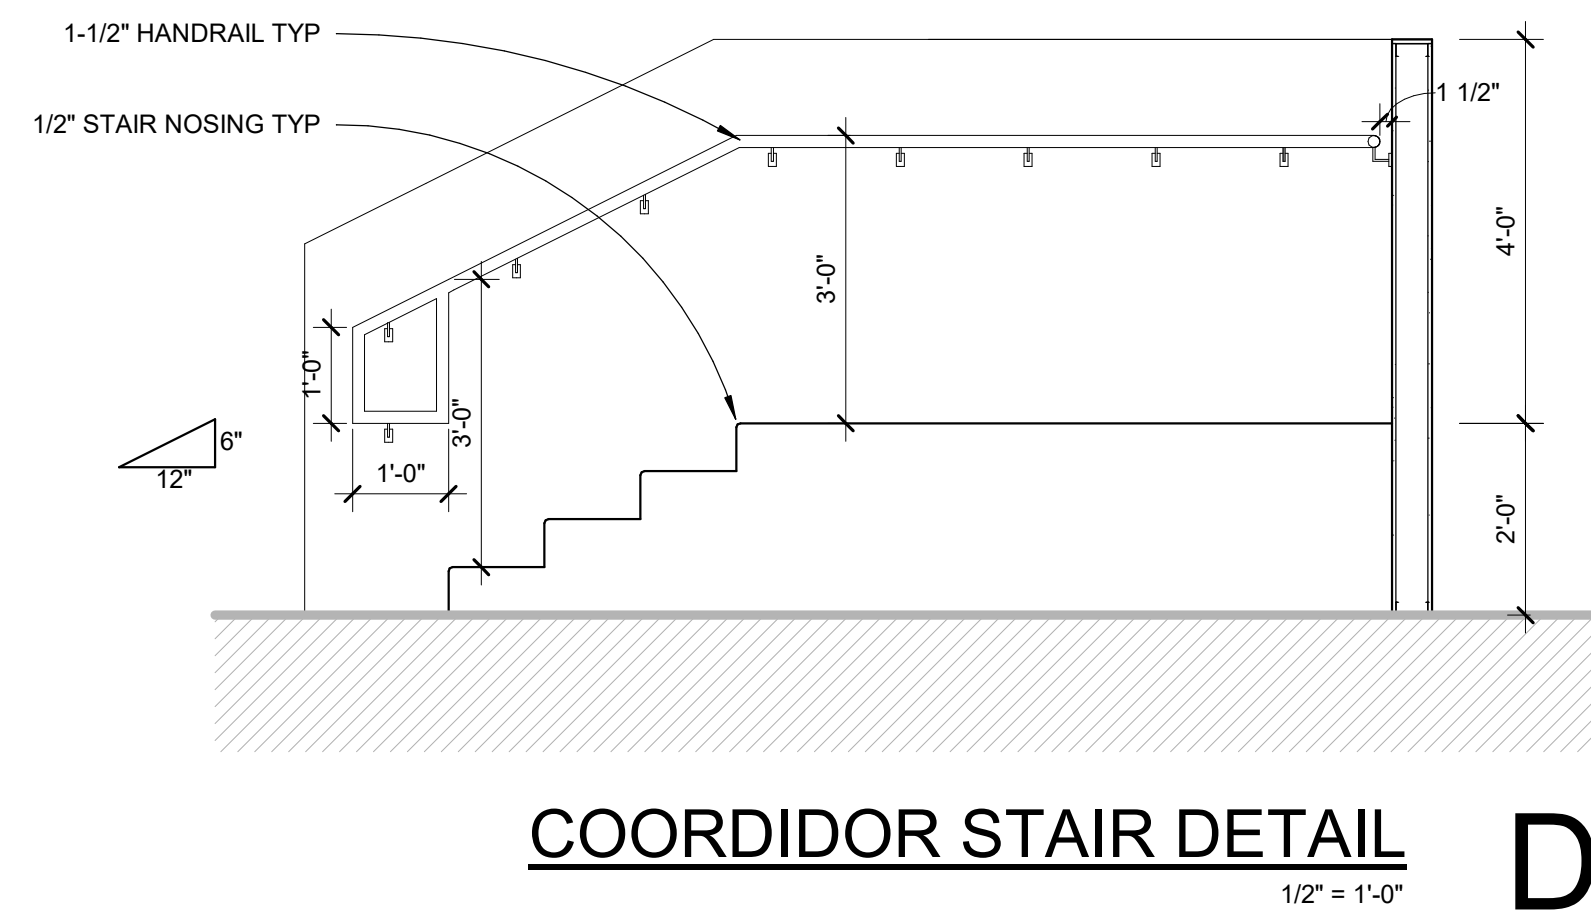 1-1/2" HANDRAIL TYP
1/2" STAIR NOSING TYP
1 1/2"
4'-0"
3'-0"
1'-0"
3'-0"
6"
12"
1'-0"
2'-0"
COORDIDOR STAIR DETAIL
D
1/2" = 1'-0"